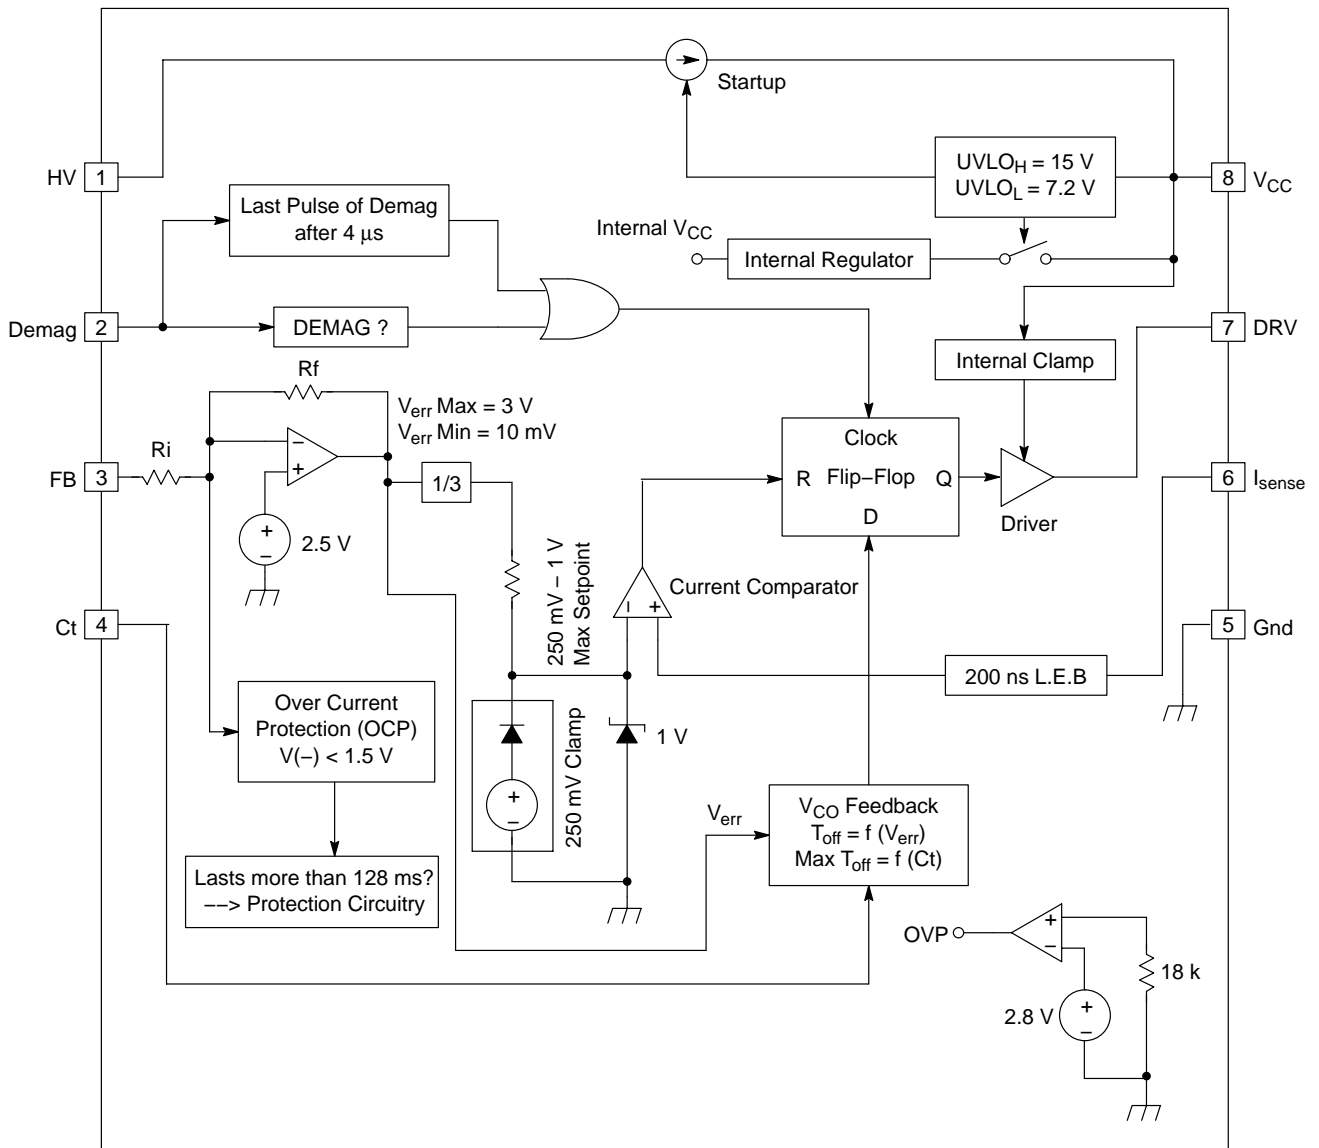 Startup
HV
1
UVLOH = 15 V
UVLOL = 7.2 V
8
VCC
Last Pulse of Demag
after 4 μs
Internal VCC
Internal Regulator
Demag
2
DEMAG ?
7
DRV
Internal Clamp
Rf
Verr Max = 3 V
Verr Min = 10 mV
Ri
FB
3
−
+
1/3
Clock
R
Flip−Flop
Q
D
Driver
6
Isense
+
−
2.5 V
250 mV − 1 V
Max Setpoint
Current Comparator
−
+
Ct
4
5
Gnd
200 ns L.E.B
Over Current
Protection (OCP)
V(−) < 1.5 V
250 mV Clamp
+
−
1 V
Verr
VCO Feedback
Toff = f (Verr)
Max Toff = f (Ct)
Lasts more than 128 ms?
−−> Protection Circuitry
OVP
+
−
18 k
2.8 V
+
−